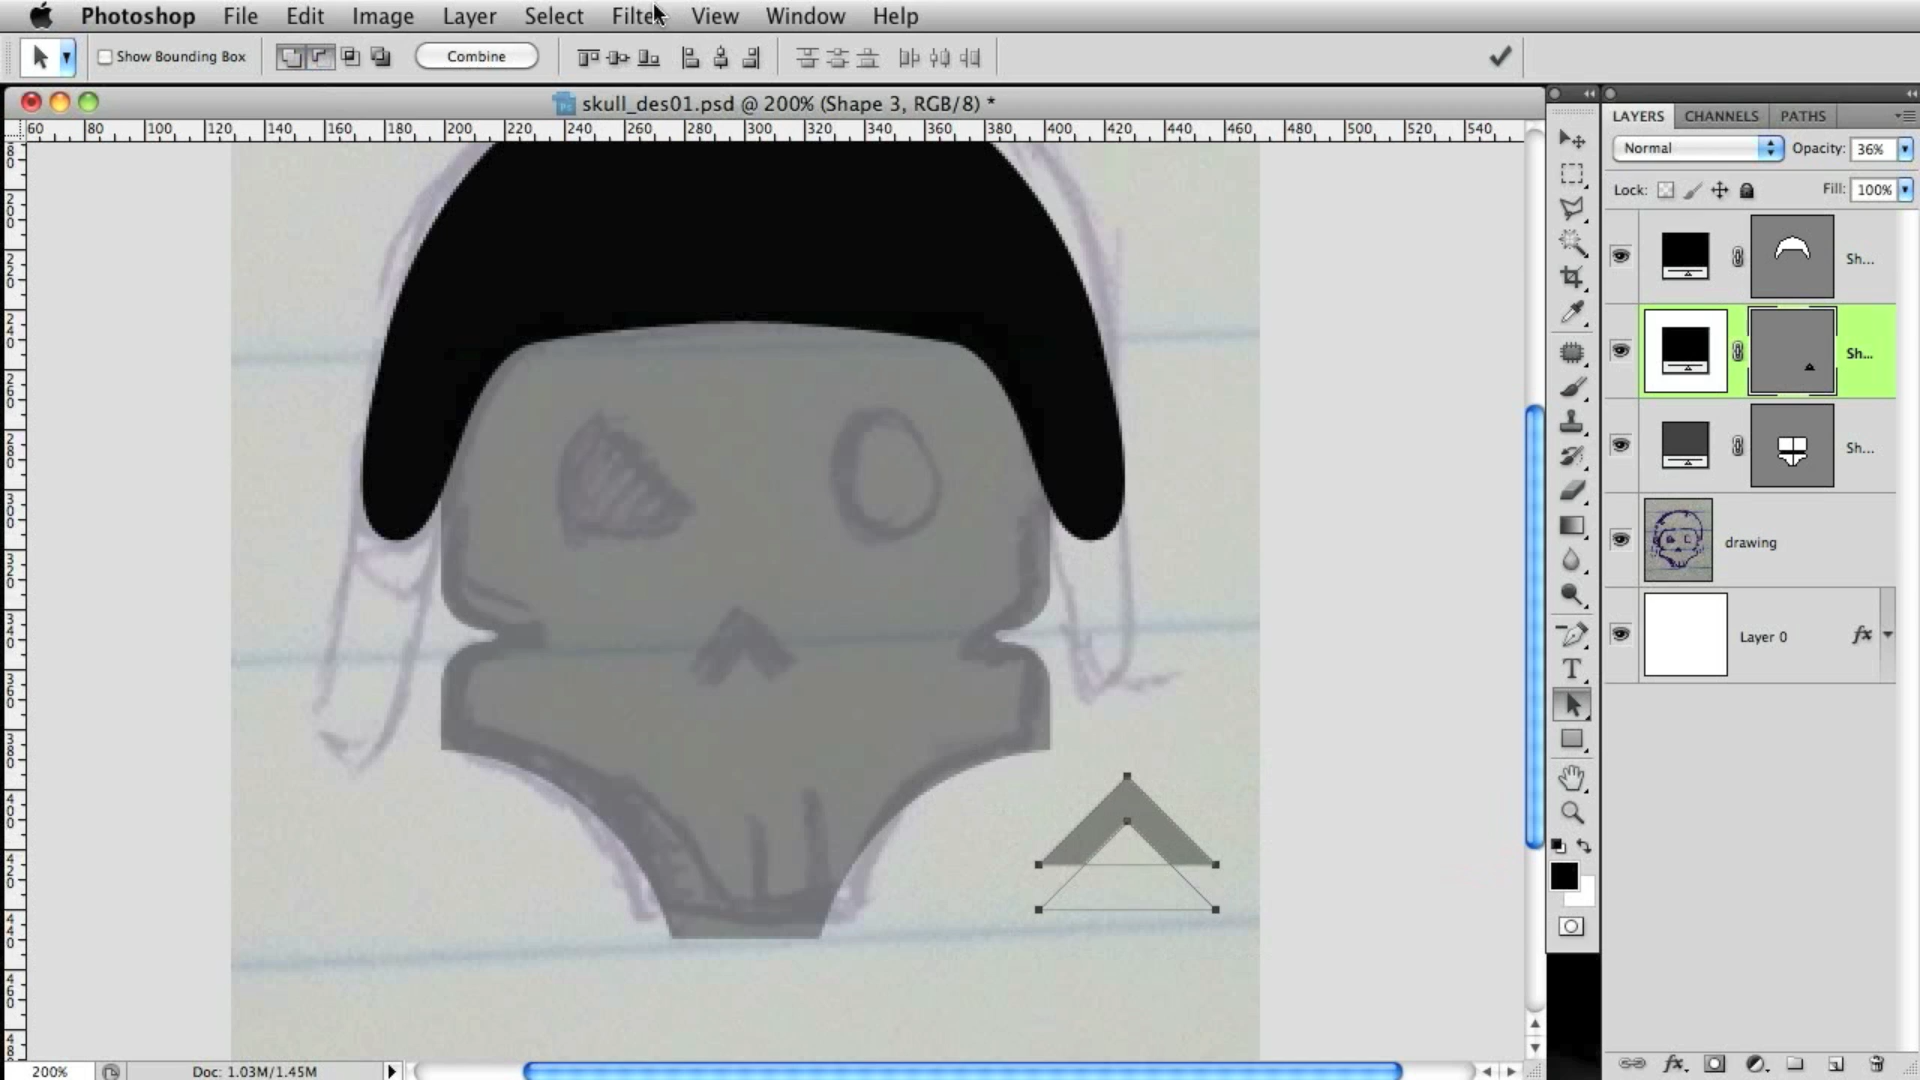 Photoshop File Edit Image Layer Select Filter View Window Help
Show Bounding Box Combine
skull_des01.psd @ 200% (Shape 3, RGB/8) *
60 80 100 120 140 160 180 200 220 240 260 280 300 320 340 360 380 400 420 440 460 480 500 520 540
LAYERS CHANNELS PATHS
Normal Opacity: 36%
Lock: Fill: 100%
Sh...
Sh...
Sh...
drawing
Layer 0 fx
200% Doc: 1.03M/1.45M